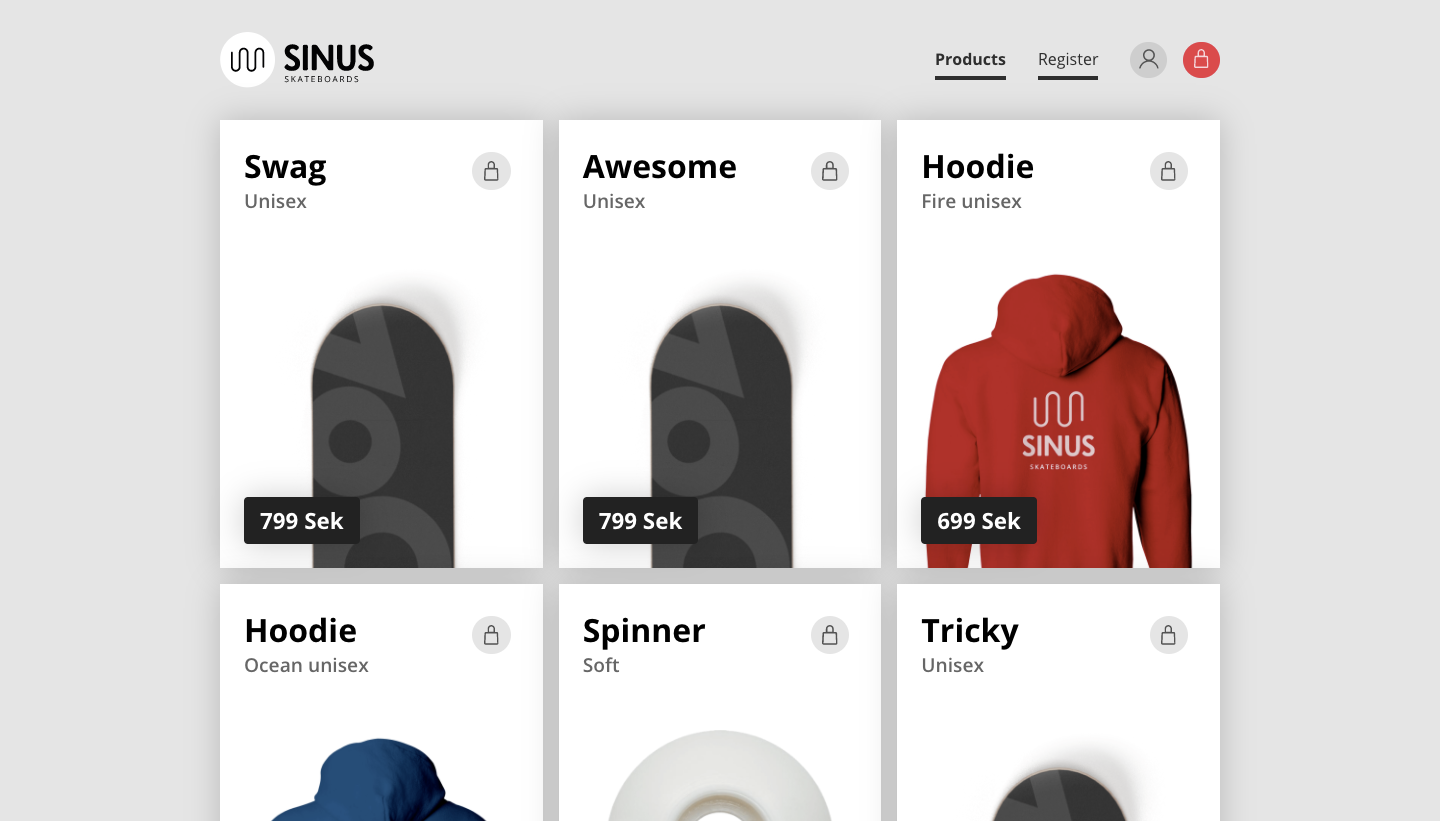 SINUS
SKATEBOARDS
Products
Register
Swag
Unisex
799 Sek
Awesome
Unisex
799 Sek
Hoodie
Fire unisex
SINUS
SKATEBOARDS
699 Sek
Hoodie
Ocean unisex
Spinner
Soft
Tricky
Unisex